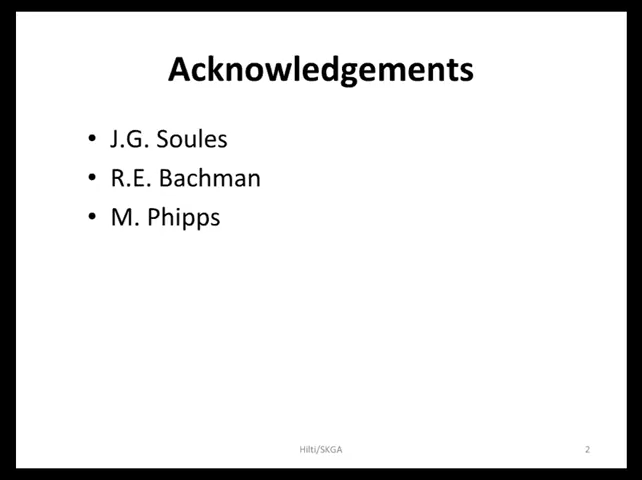 Acknowledgements
• J.G. Soules
• R.E. Bachman
• M. Phipps
Hilti/SKGA 2